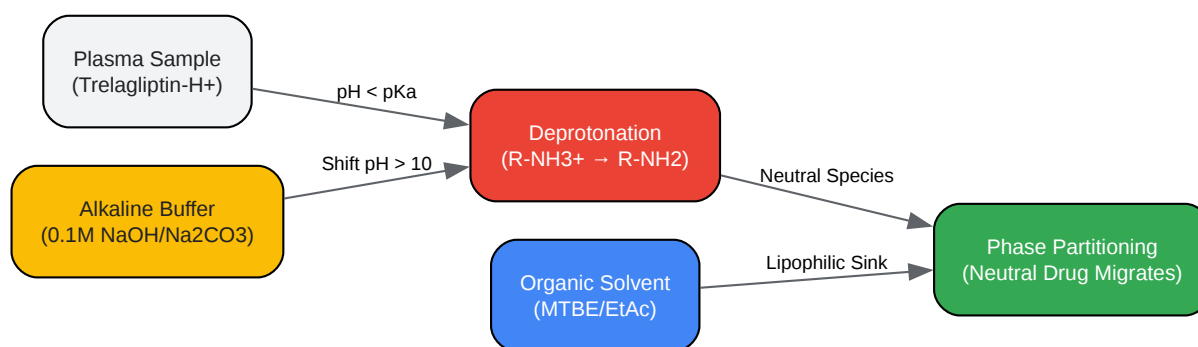 Plasma Sample
(Trelagliptin-H+)
pH < pKa
Alkaline Buffer
(0.1M NaOH/Na2CO3)
Shift pH > 10
Deprotonation
(R-NH3+ → R-NH2)
Neutral Species
Organic Solvent
(MTBE/EtAc)
Lipophilic Sink
Phase Partitioning
(Neutral Drug Migrates)